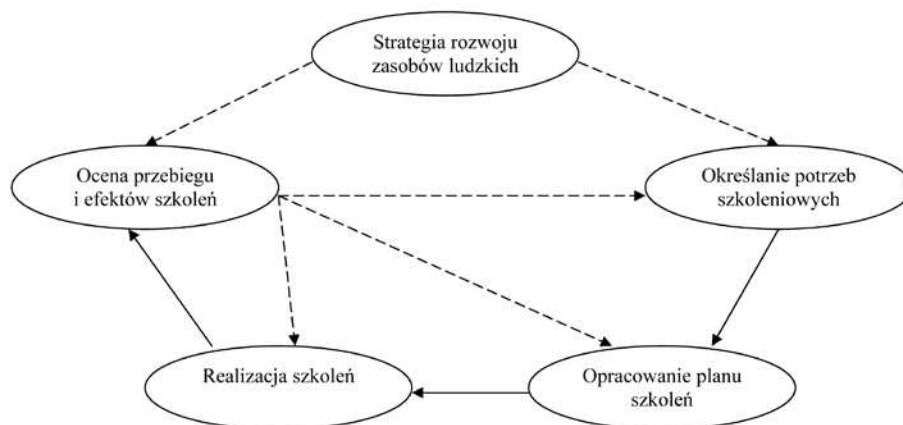 Strategia rozwoju
zasobów ludzkich
Ocena przebiegu
i efektów szkoleń
Określanie potrzeb
szkoleniowych
Realizacja szkoleń
Opracowanie planu
szkoleń